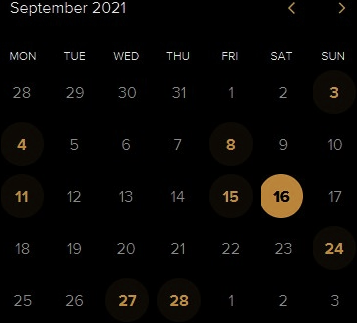 September 2021
MON TUE WED THU FRI SAT SUN
28 29 30 31 1 2 3
4 5 6 7 8 9 10
11 12 13 14 15 16 17
18 19 20 21 22 23 24
25 26 27 28 1 2 3